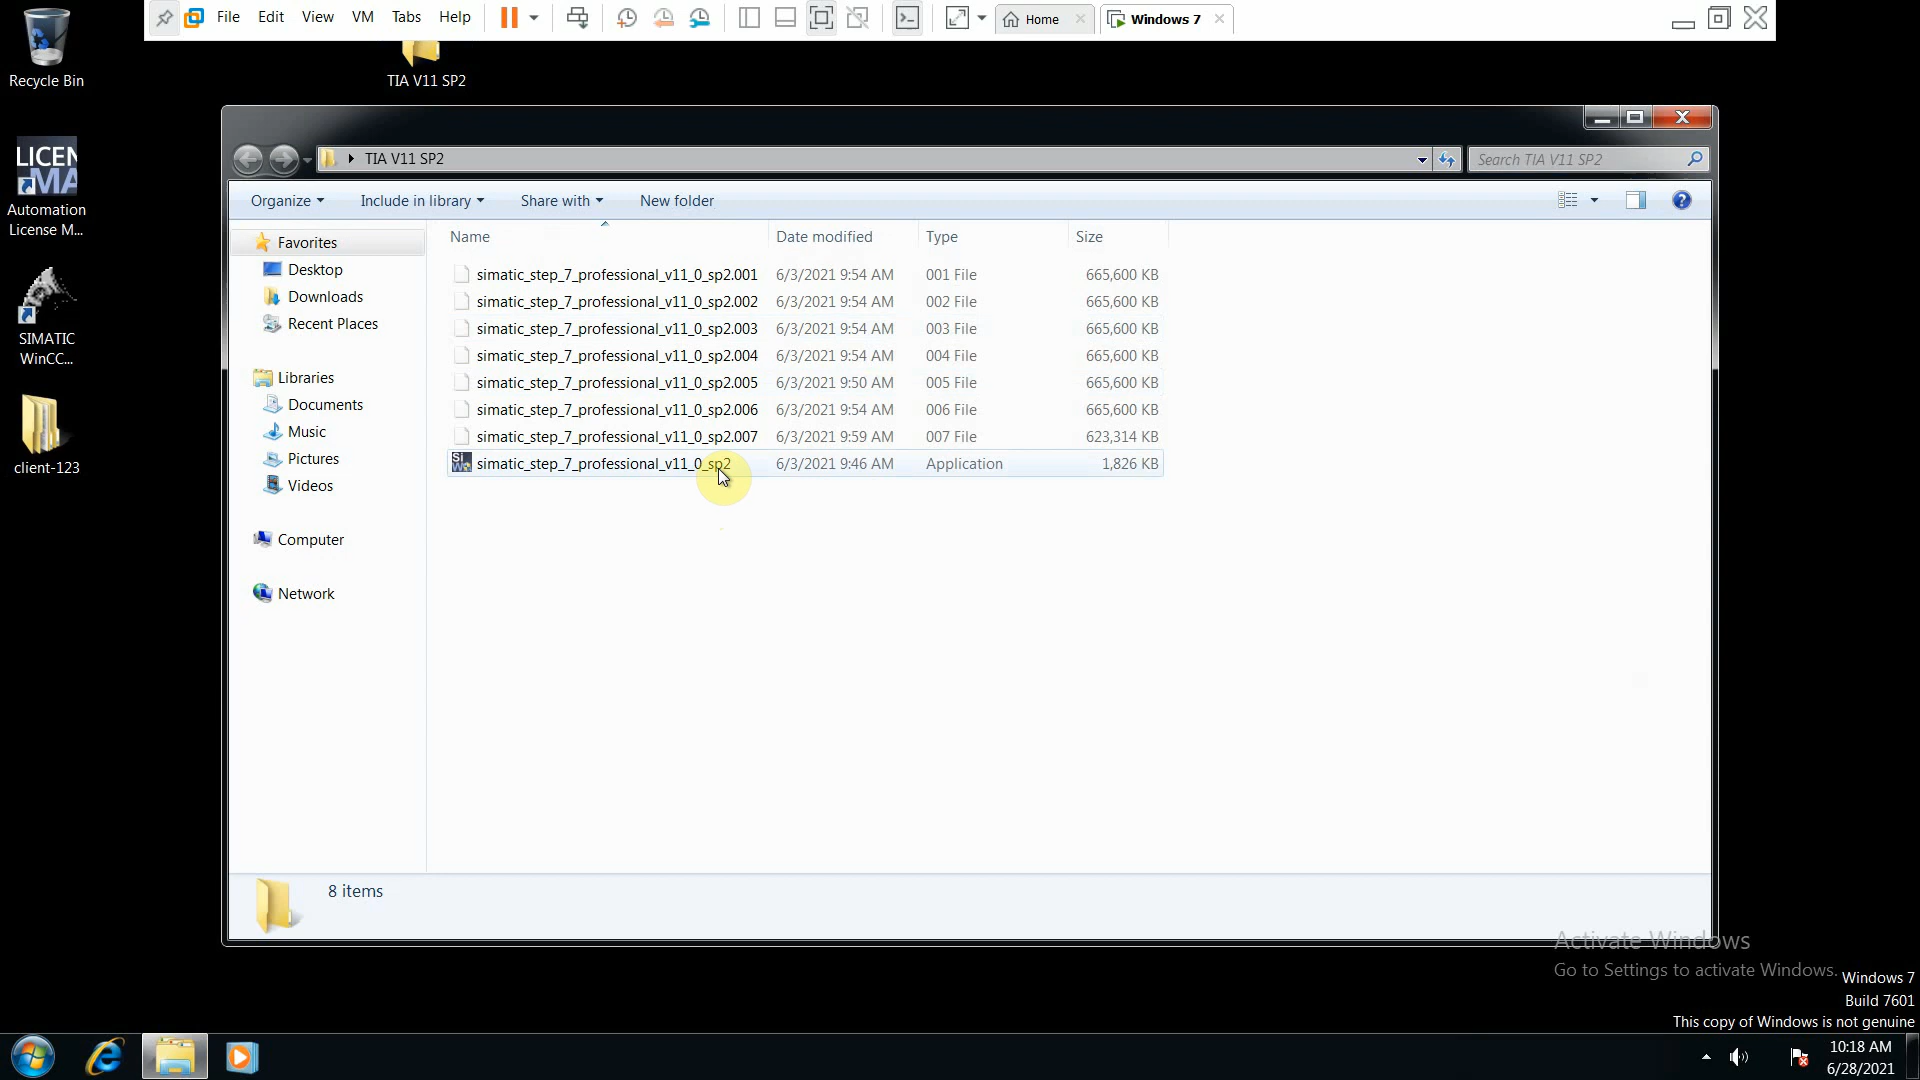 File Edit View VM Tabs Help Home Windows 7
Recycle Bin
TIA V11 SP2
LICEN
MA
Automation
License M...
SIMATIC
WinCC...
client-123
TIA V11 SP2
Search TIA V11 SP2
Organize Include in library Share with New folder
Favorites
Desktop
Downloads
Recent Places
Libraries
Documents
Music
Pictures
Videos
Computer
Network
Name Date modified Type Size
simatic_step_7_professional_v11_0_sp2.001 6/3/2021 9:54 AM 001 File 665,600 KB
simatic_step_7_professional_v11_0_sp2.002 6/3/2021 9:54 AM 002 File 665,600 KB
simatic_step_7_professional_v11_0_sp2.003 6/3/2021 9:54 AM 003 File 665,600 KB
simatic_step_7_professional_v11_0_sp2.004 6/3/2021 9:54 AM 004 File 665,600 KB
simatic_step_7_professional_v11_0_sp2.005 6/3/2021 9:50 AM 005 File 665,600 KB
simatic_step_7_professional_v11_0_sp2.006 6/3/2021 9:54 AM 006 File 665,600 KB
simatic_step_7_professional_v11_0_sp2.007 6/3/2021 9:59 AM 007 File 623,314 KB
simatic_step_7_professional_v11_0_sp2 6/3/2021 9:46 AM Application 1,826 KB
8 items
Activate Windows
Go to Settings to activate Windows.
Windows 7
Build 7601
This copy of Windows is not genuine
10:18 AM
6/28/2021